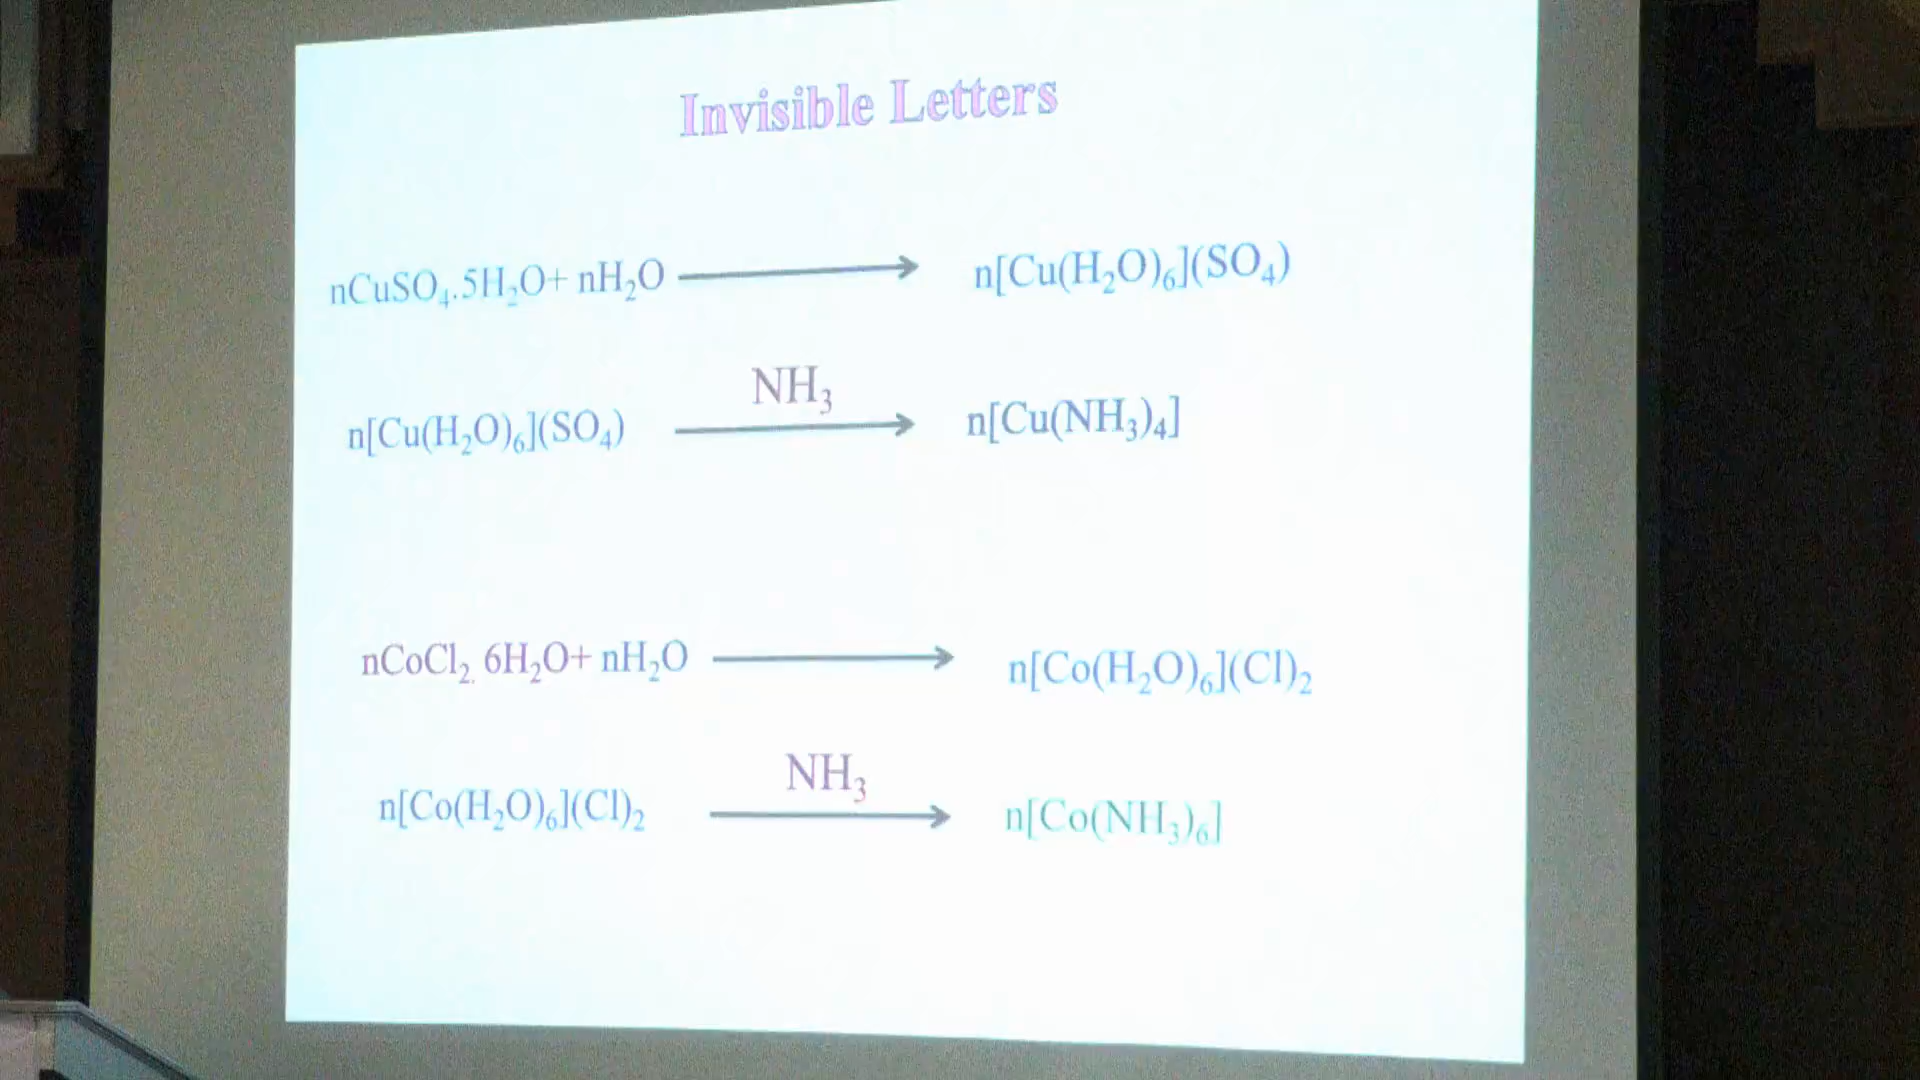 Invisible Letters
nCuSO₄.5H₂O+ nH₂O ⟶ n[Cu(H₂O)₆](SO₄)
NH₃
n[Cu(H₂O)₆](SO₄) ⟶ n[Cu(NH₃)₄]
nCoCl₂. 6H₂O+ nH₂O ⟶ n[Co(H₂O)₆](Cl)₂
NH₃
n[Co(H₂O)₆](Cl)₂ ⟶ n[Co(NH₃)₆]